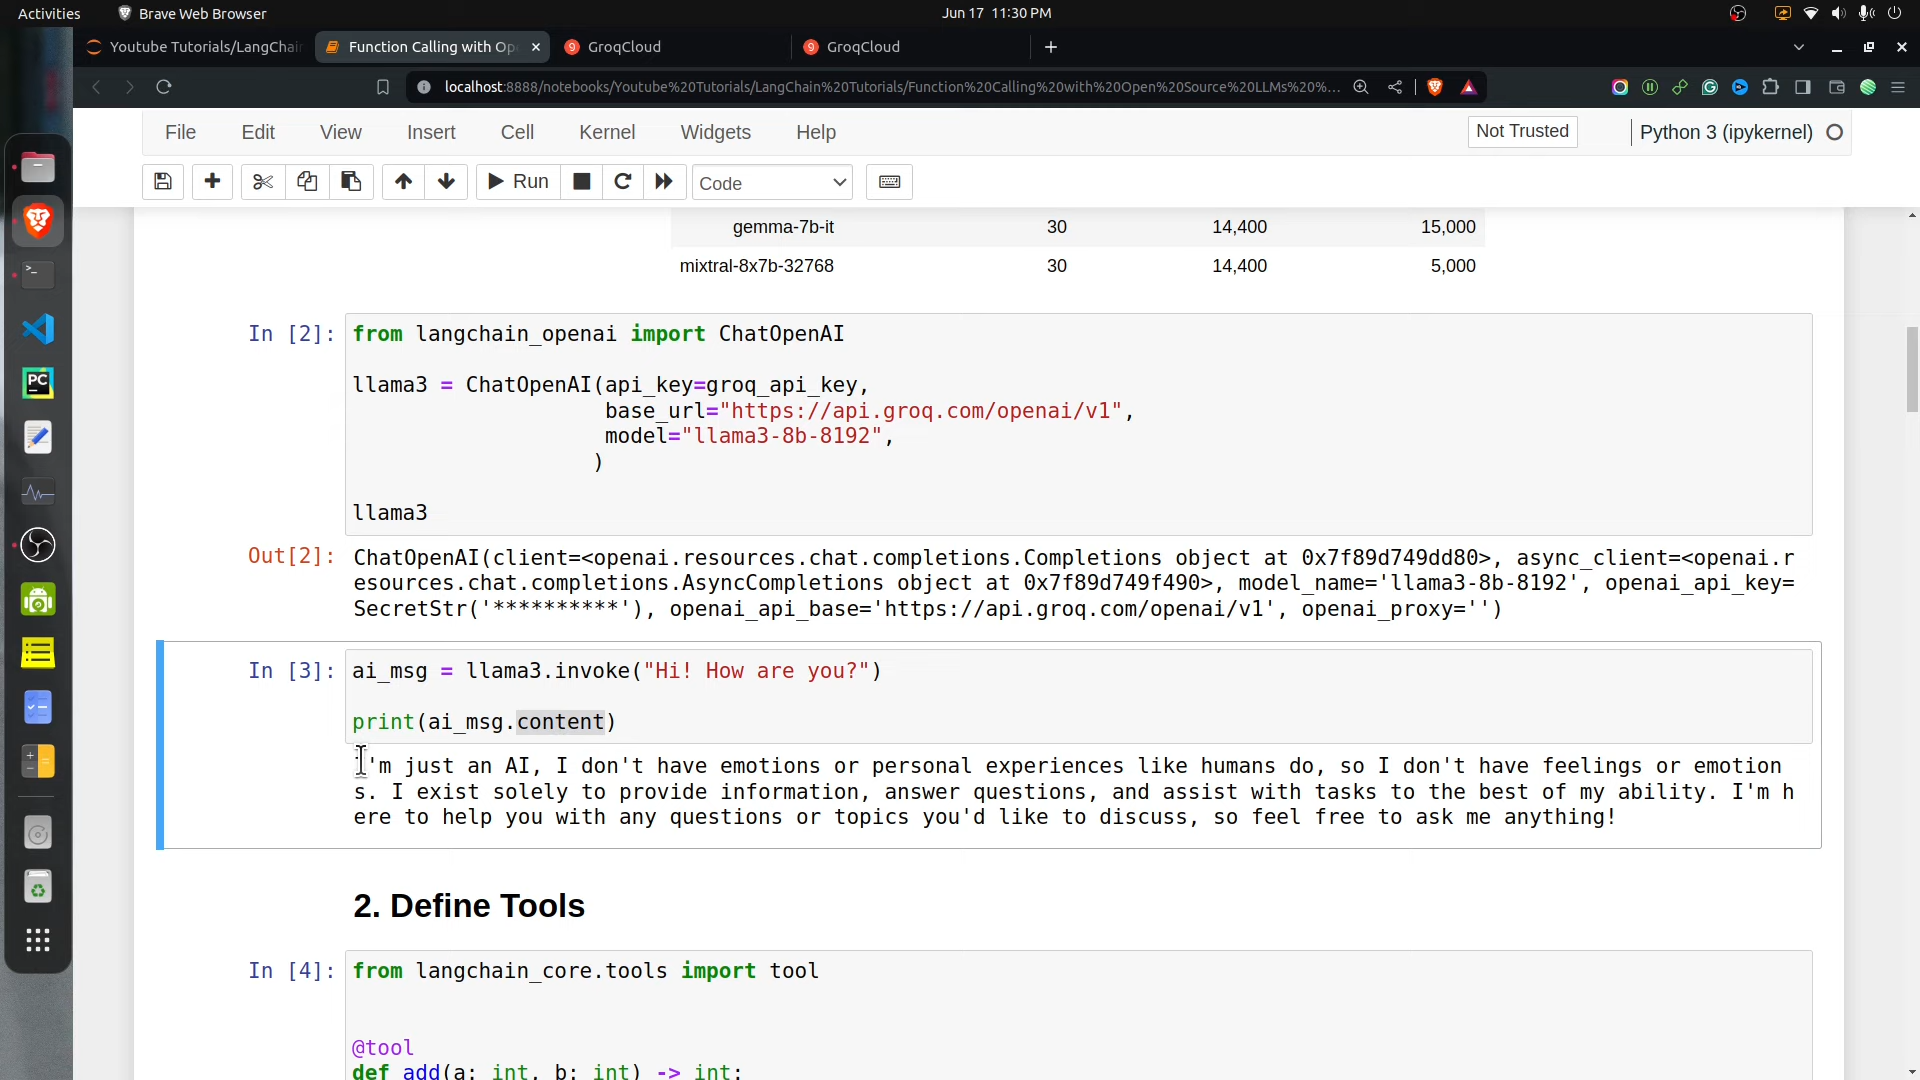 Activities Brave Web Browser Jun 17 11:30 PM
Youtube Tutorials/LangChai Function Calling with Op GroqCloud GroqCloud
localhost:8888/notebooks/Youtube%20Tutorials/LangChain%20Tutorials/Function%20Calling%20with%20Open%20Source%20LLMs%20%...
File Edit View Insert Cell Kernel Widgets Help Not Trusted Python 3 (ipykernel)
Run Code
gemma-7b-it 30 14,400 15,000
mixtral-8x7b-32768 30 14,400 5,000
In [2]: from langchain_openai import ChatOpenAI
llama3 = ChatOpenAI(api_key=groq_api_key,
base_url="https://api.groq.com/openai/v1",
model="llama3-8b-8192",
)
llama3
Out[2]: ChatOpenAI(client=<openai.resources.chat.completions.Completions object at 0x7f89d749dd80>, async_client=<openai.r
esources.chat.completions.AsyncCompletions object at 0x7f89d749f490>, model_name='llama3-8b-8192', openai_api_key=
SecretStr('**********'), openai_api_base='https://api.groq.com/openai/v1', openai_proxy='')
In [3]: ai_msg = llama3.invoke("Hi! How are you?")
print(ai_msg.content)
I'm just an AI, I don't have emotions or personal experiences like humans do, so I don't have feelings or emotion
s. I exist solely to provide information, answer questions, and assist with tasks to the best of my ability. I'm h
ere to help you with any questions or topics you'd like to discuss, so feel free to ask me anything!
2. Define Tools
In [4]: from langchain_core.tools import tool
@tool
def add(a: int, b: int) -> int: